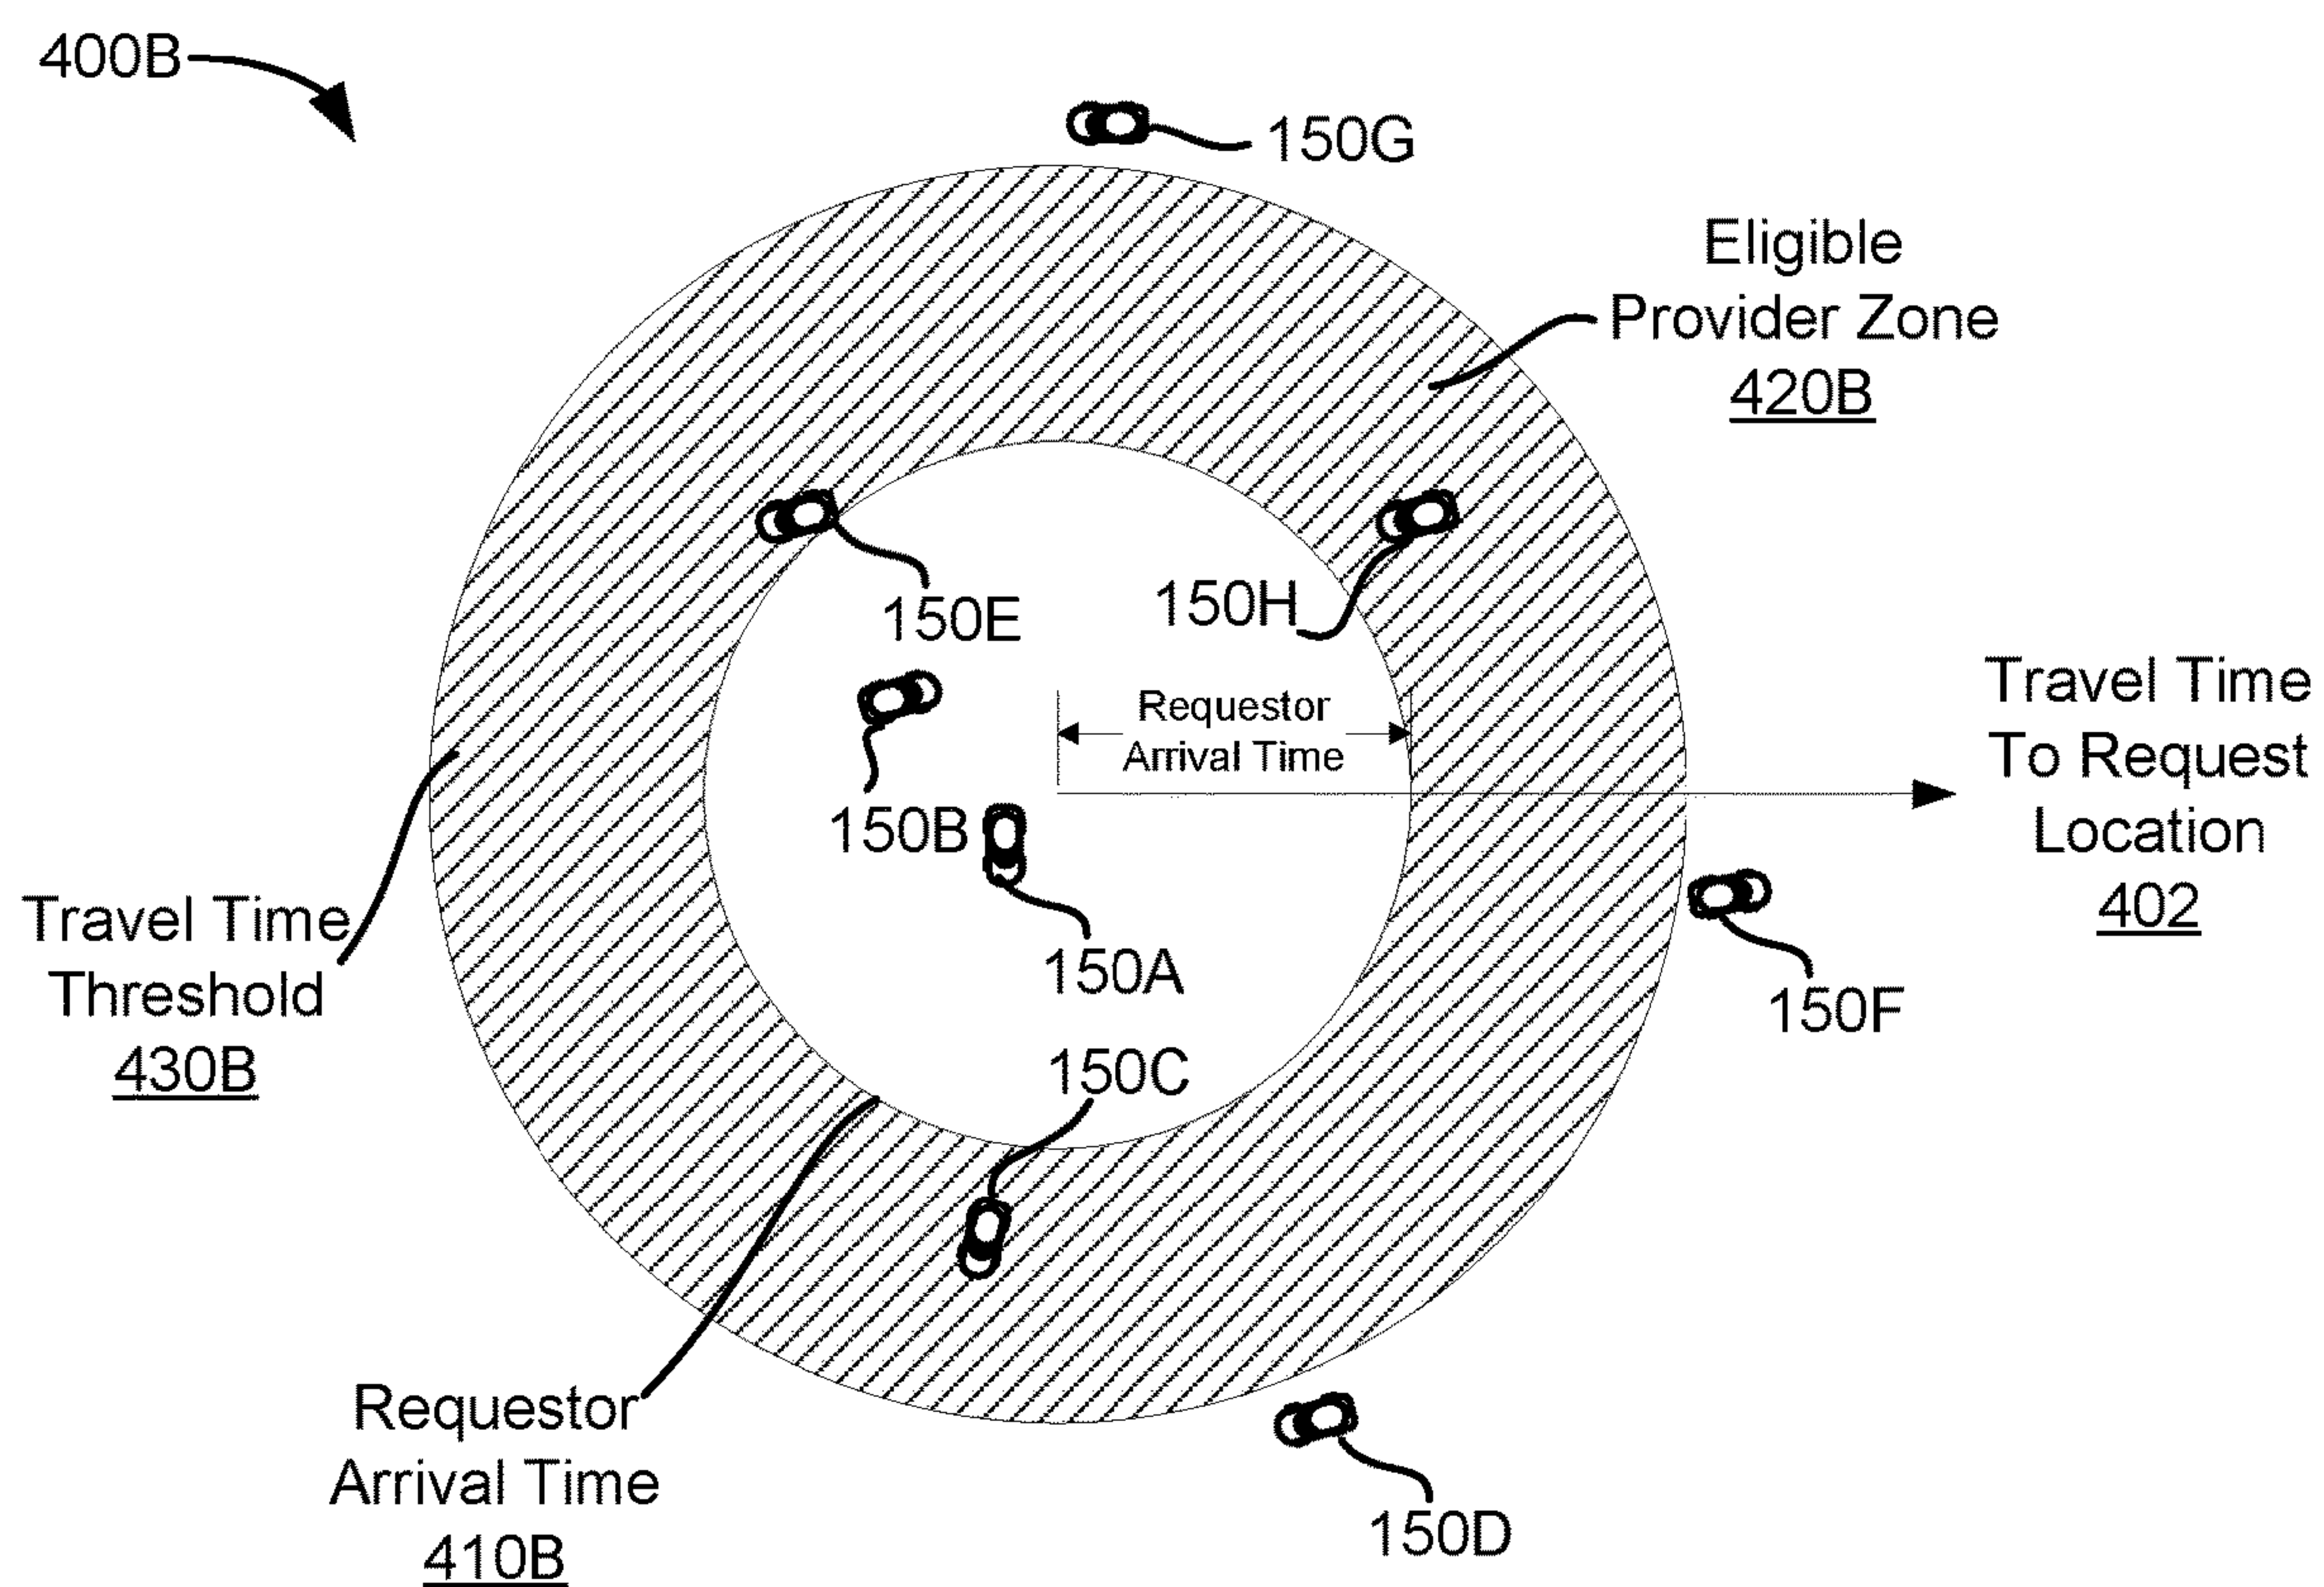 400B
150G
Eligible
Provider Zone
420B
150E
150H
Requestor
Arrival Time
Travel Time
To Request
Location
402
150B
150A
Travel Time
Threshold
430B
150F
150C
Requestor
Arrival Time
410B
150D